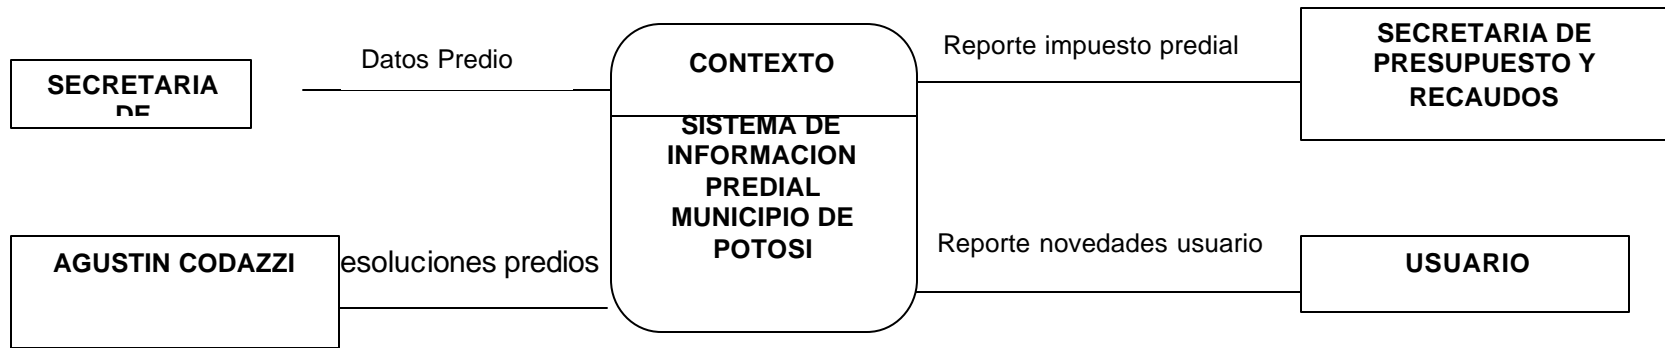 SECRETARIA
DE
Datos Predio
CONTEXTO
SISTEMA DE
INFORMACION
PREDIAL
MUNICIPIO DE
POTOSI
Reporte impuesto predial
SECRETARIA DE
PRESUPUESTO Y
RECAUDOS
AGUSTIN CODAZZI
esoluciones predios
Reporte novedades usuario
USUARIO